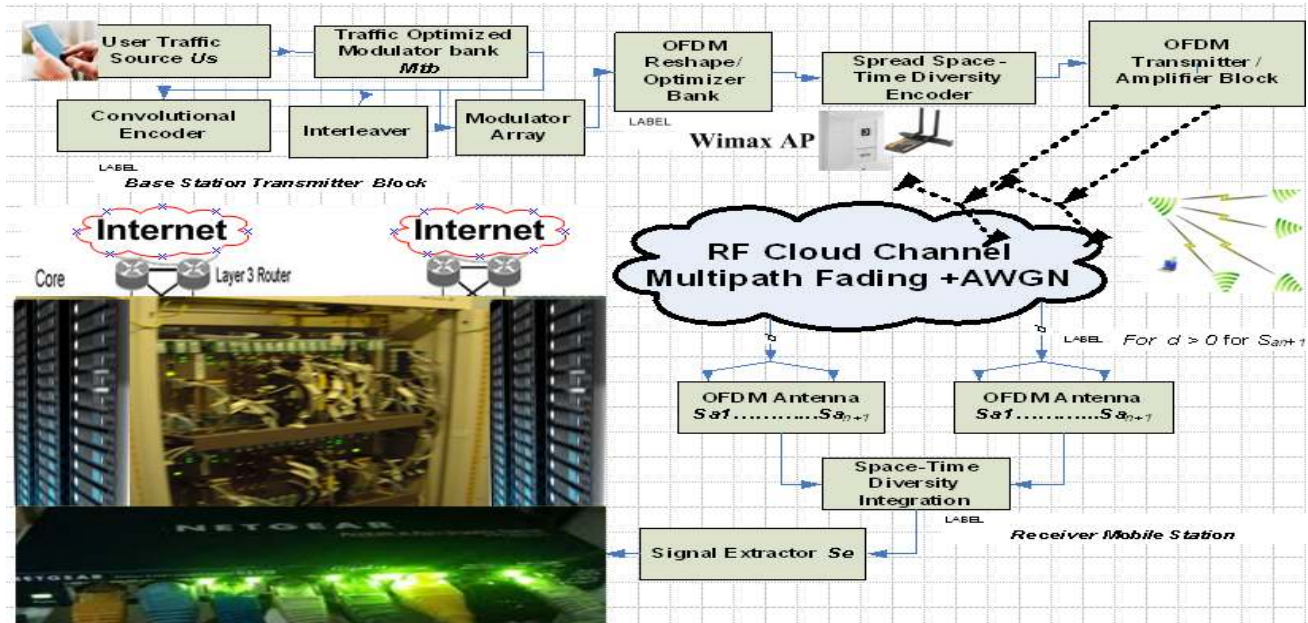 User Traffic
Source Us
Traffic Optimized
Modulator bank
Mtb
OFDM
Reshape/
Optimizer
Bank
Spread Space -
Time Diversity
Encoder
OFDM
Transmitter /
Amplifier Block
Convolutional
Encoder
Interleaver
Modulator
Array
LABEL
Wimax AP
LABEL
Base Station Transmitter Block
Internet
Internet
Core
Layer 3 Router
RF Cloud Channel
Multipath Fading +AWGN
d
d
LABEL
For d > 0 for San+1
OFDM Antenna
Sa1............San+1
OFDM Antenna
Sa1............San+1
Space-Time
Diversity
Integration
LABEL
Receiver Mobile Station
Signal Extractor Se
NETGEAR
NETGEAR